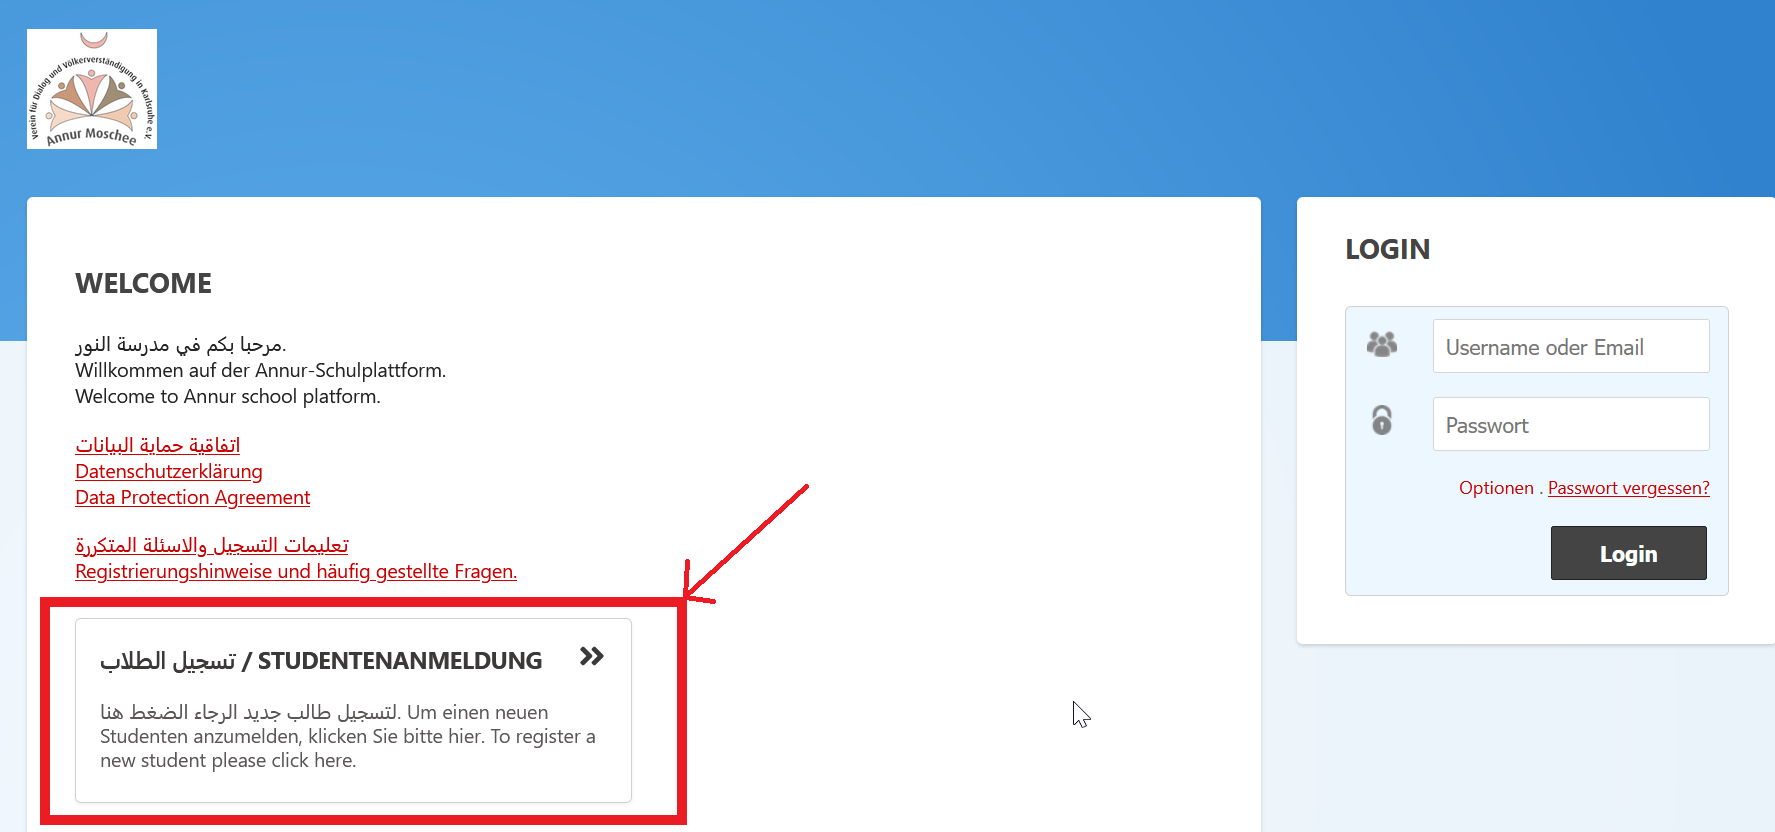 Verein für Dialog und Völkerverständigung in Karlsruhe e.V.
Annur Moschee
WELCOME
مرحبا بكم في مدرسة النور.
Willkommen auf der Annur-Schulplattform.
Welcome to Annur school platform.
اتفاقية حماية البيانات
Datenschutzerklärung
Data Protection Agreement
تعليمات التسجيل والاسئلة المتكررة
Registrierungshinweise und häufig gestellte Fragen.
تسجيل الطلاب / STUDENTENANMELDUNG
لتسجيل طالب جديد الرجاء الضغط هنا. Um einen neuen
Studenten anzumelden, klicken Sie bitte hier. To register a
new student please click here.
LOGIN
Username oder Email
Passwort
Optionen . Passwort vergessen?
Login